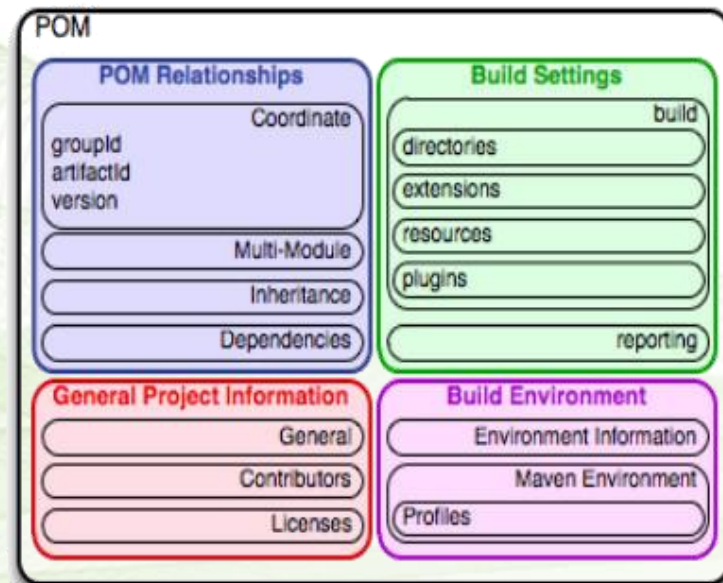 POM
POM Relationships
Coordinate
groupId
artifactId
version
Multi-Module
Inheritance
Dependencies
Build Settings
build
directories
extensions
resources
plugins
reporting
General Project Information
General
Contributors
Licenses
Build Environment
Environment Information
Maven Environment
Profiles